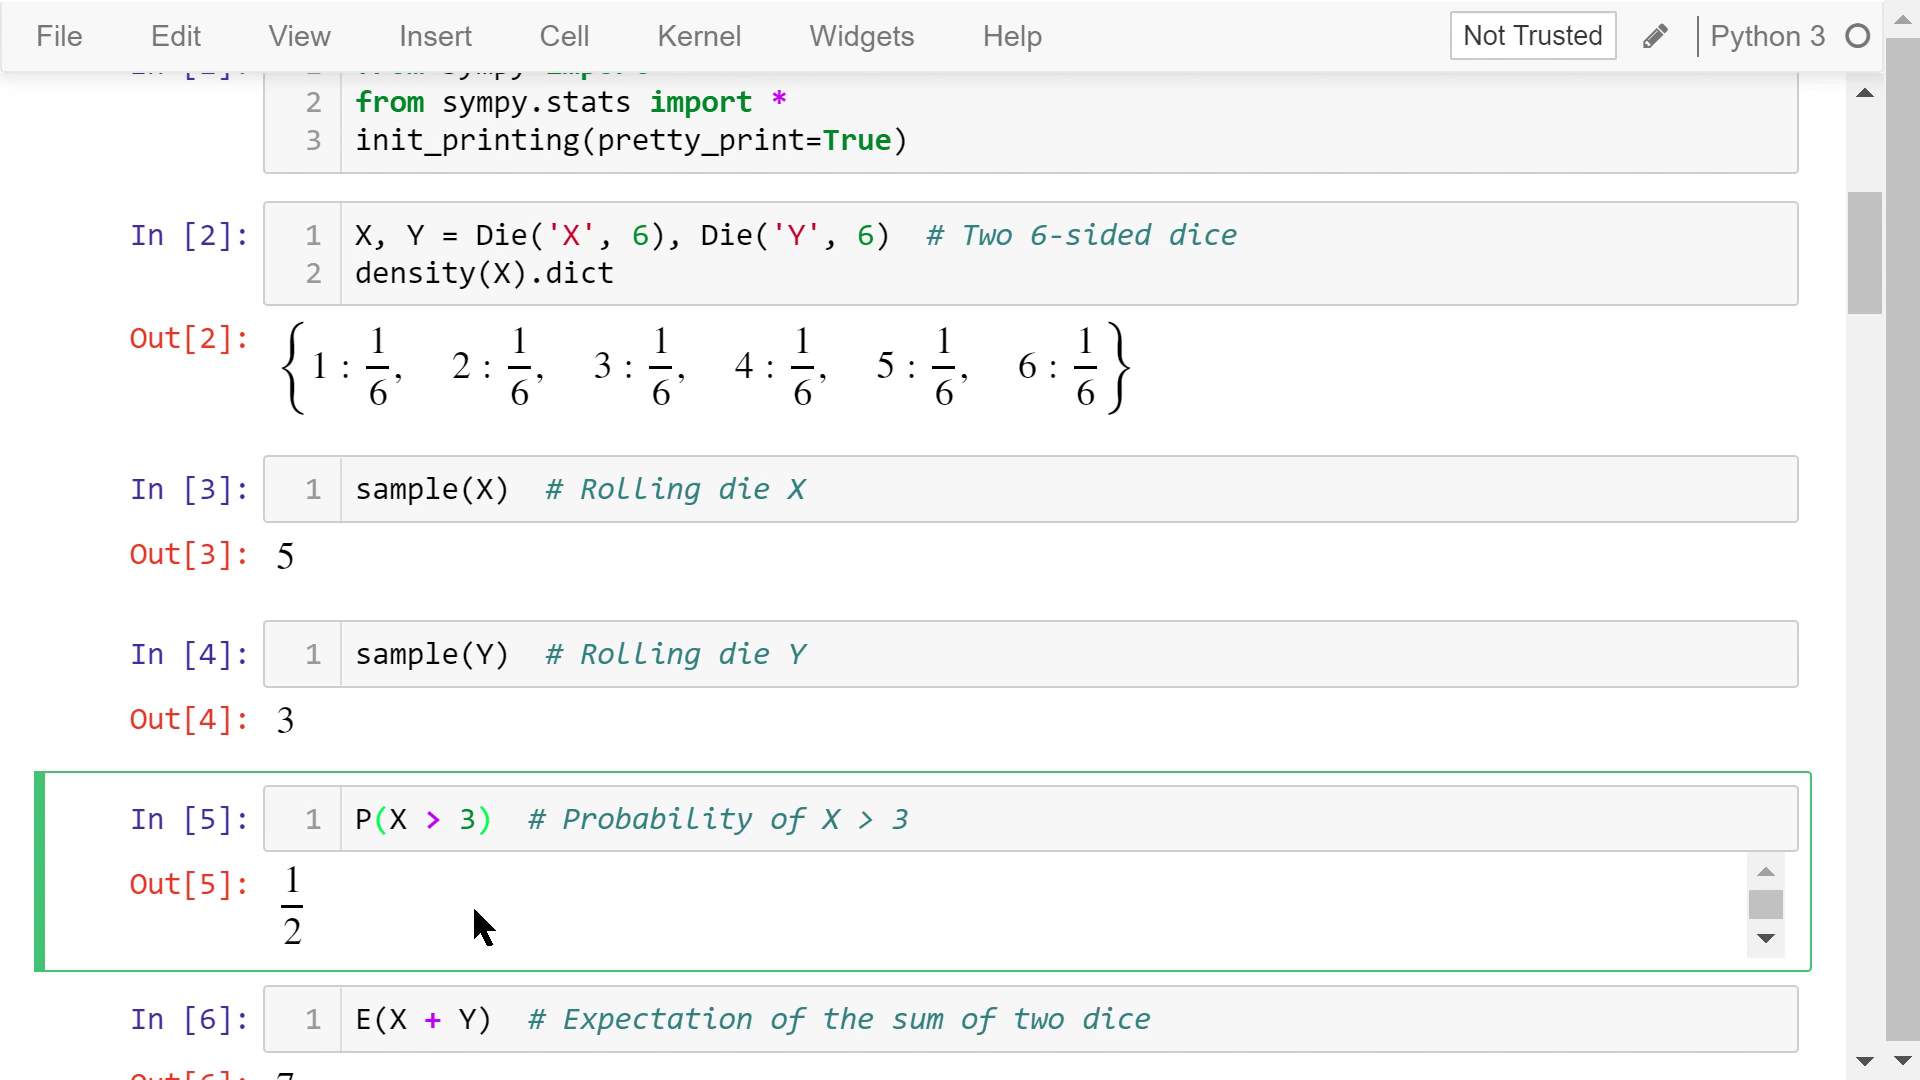 File Edit View Insert Cell Kernel Widgets Help Not Trusted Python 3
2 from sympy.stats import *
3 init_printing(pretty_print=True)
In [2]: 1 X, Y = Die('X', 6), Die('Y', 6)  # Two 6-sided dice
2 density(X).dict
Out[2]: {1 : 1/6, 2 : 1/6, 3 : 1/6, 4 : 1/6, 5 : 1/6, 6 : 1/6}
In [3]: 1 sample(X)  # Rolling die X
Out[3]: 5
In [4]: 1 sample(Y)  # Rolling die Y
Out[4]: 3
In [5]: 1 P(X > 3)  # Probability of X > 3
Out[5]: 1/2
In [6]: 1 E(X + Y)  # Expectation of the sum of two dice
Out[6]: 7